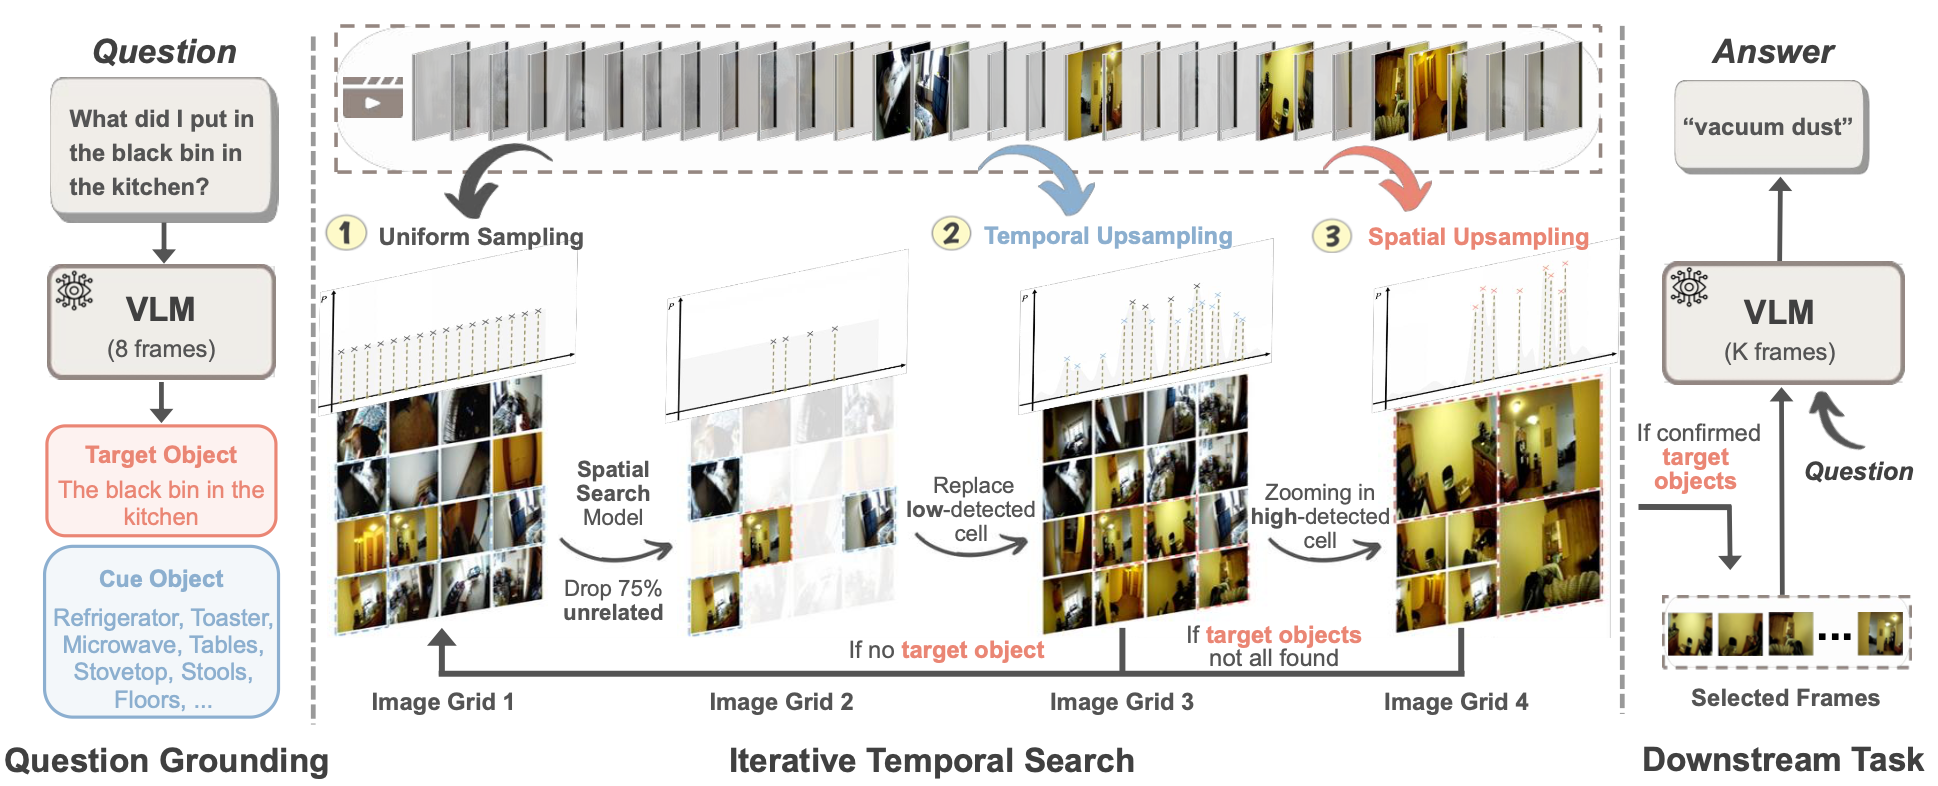 Question
What did I put in
the black bin in
the kitchen?
VLM
(8 frames)
Target Object
The black bin in the
kitchen
Cue Object
Refrigerator, Toaster,
Microwave, Tables,
Stovetop, Stools,
Floors, ...
Question Grounding
1 Uniform Sampling
2 Temporal Upsampling
3 Spatial Upsampling
P
P
P
P
Spatial
Search
Model
Drop 75%
unrelated
Replace
low-detected
cell
Zooming in
high-detected
cell
If no target object
If target objects
not all found
Image Grid 1
Image Grid 2
Image Grid 3
Image Grid 4
Iterative Temporal Search
Answer
“vacuum dust”
VLM
(K frames)
If confirmed
target
objects
Question
...
Selected Frames
Downstream Task